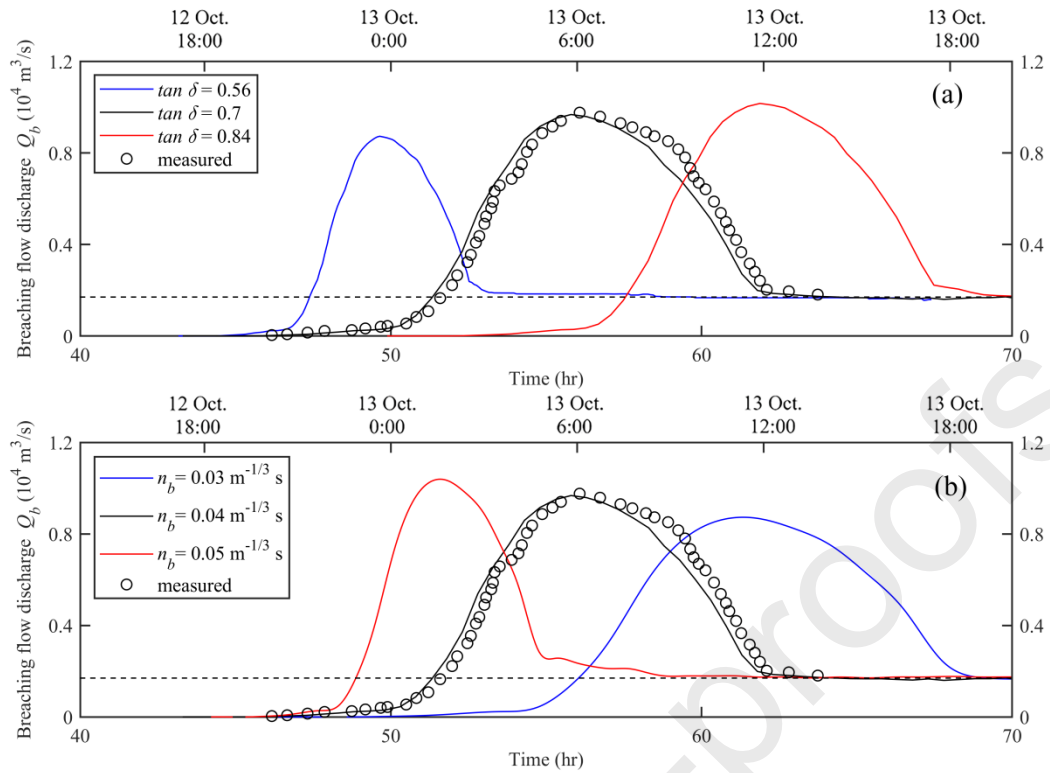 12 Oct. 13 Oct. 13 Oct. 13 Oct. 13 Oct.
18:00 0:00 6:00 12:00 18:00
1.2 1.2
tan δ = 0.56 (a)
tan δ = 0.7
0.8 tan δ = 0.84 0.8
measured
Breaching flow discharge Q_b (10^4 m^3/s)
0.4 0.4
0 0
40 50 60 70
Time (hr)
12 Oct. 13 Oct. 13 Oct. 13 Oct. 13 Oct.
18:00 0:00 6:00 12:00 18:00
1.2 1.2
n_b = 0.03 m^-1/3 s (b)
n_b = 0.04 m^-1/3 s
0.8 0.8
n_b = 0.05 m^-1/3 s
measured
Breaching flow discharge Q_b (10^4 m^3/s)
0.4 0.4
0 0
40 50 60 70
Time (hr)
proofs